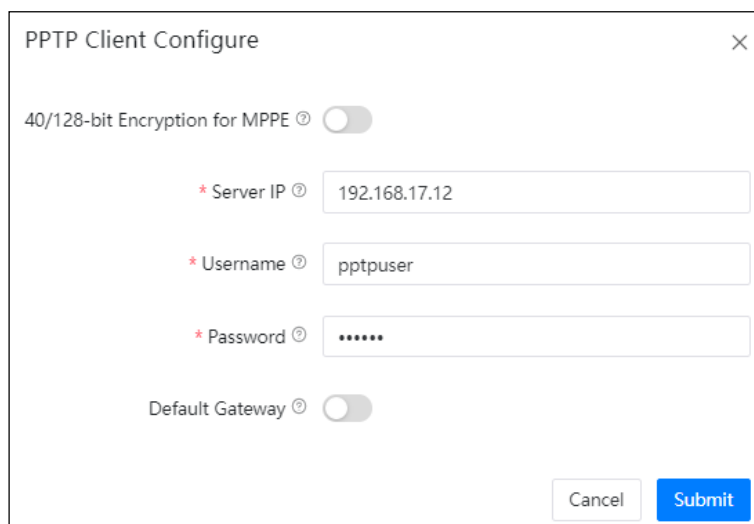 PPTP Client Configure
40/128-bit Encryption for MPPE
* Server IP 192.168.17.12
* Username pptpuser
* Password ••••••
Default Gateway
Cancel Submit